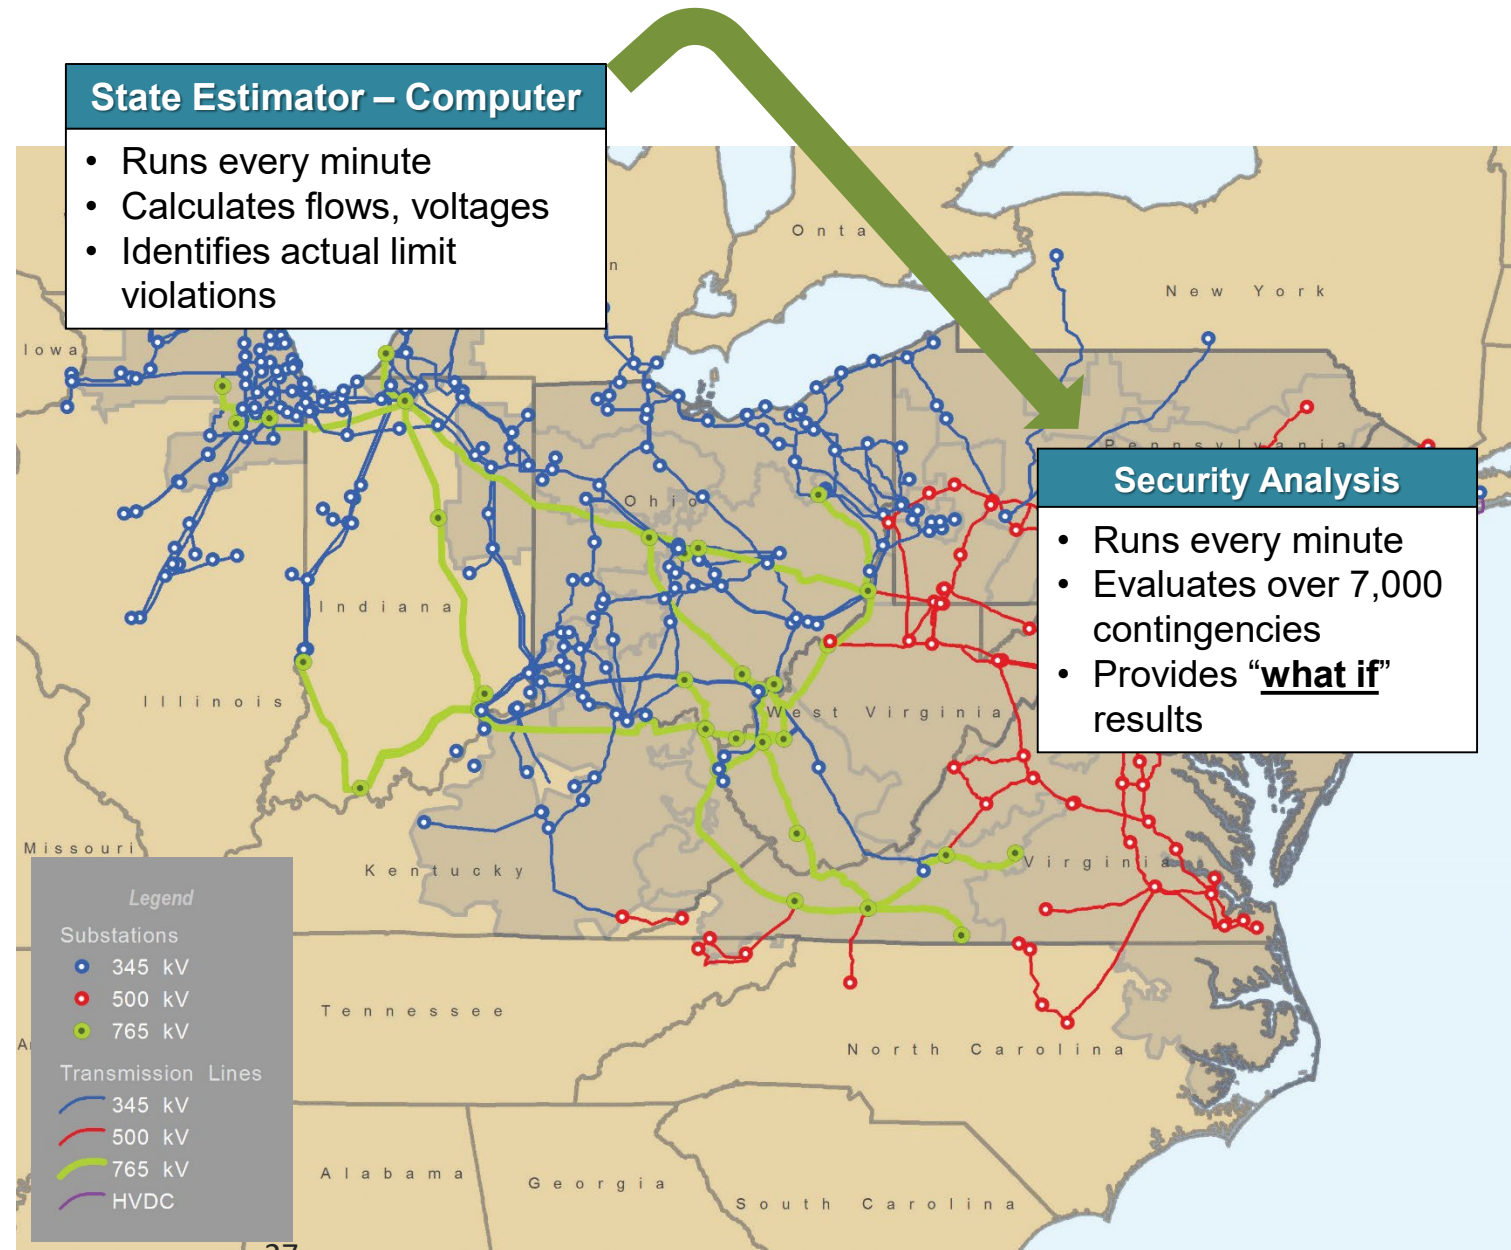 State Estimator – Computer
• Runs every minute
• Calculates flows, voltages
• Identifies actual limit
violations
Onta
n
New York
Iowa
Pennsylvania
Security Analysis
• Runs every minute
• Evaluates over 7,000
contingencies
• Provides “what if”
results
Ohio
Indiana
Illinois
West Virginia
Missouri
Kentucky
Virginia
Legend
Substations
345 kV
500 kV
765 kV
Transmission Lines
345 kV
500 kV
765 kV
HVDC
Tennessee
North Carolina
A
Alabama
Georgia
South Carolina